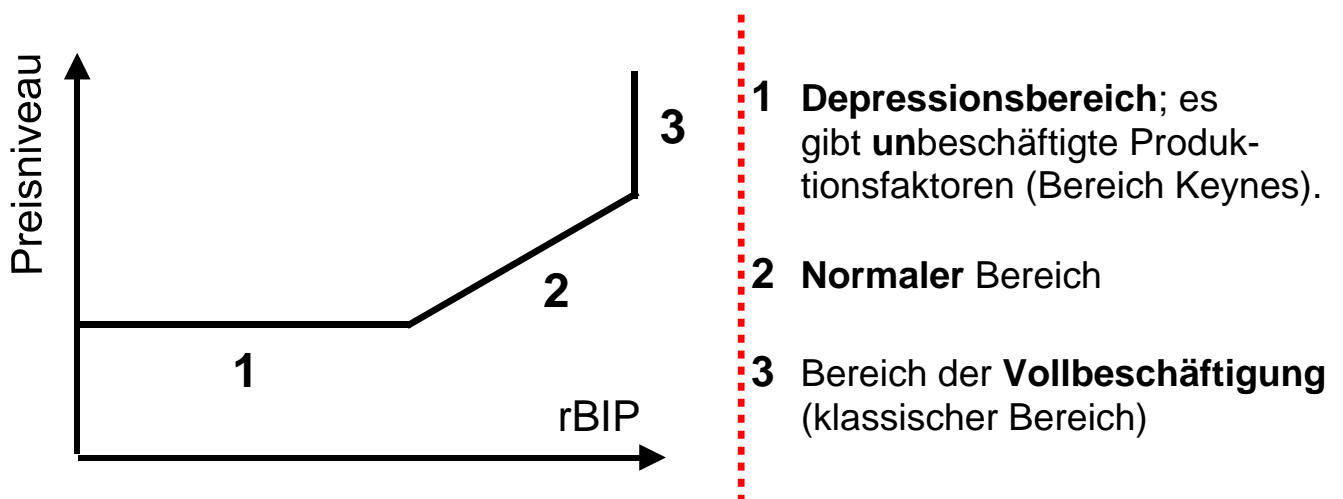 Preisniveau
3
2
1
rBIP
1 Depressionsbereich; es
gibt unbeschäftigte Produk-
tionsfaktoren (Bereich Keynes).
2 Normaler Bereich
3 Bereich der Vollbeschäftigung
(klassischer Bereich)